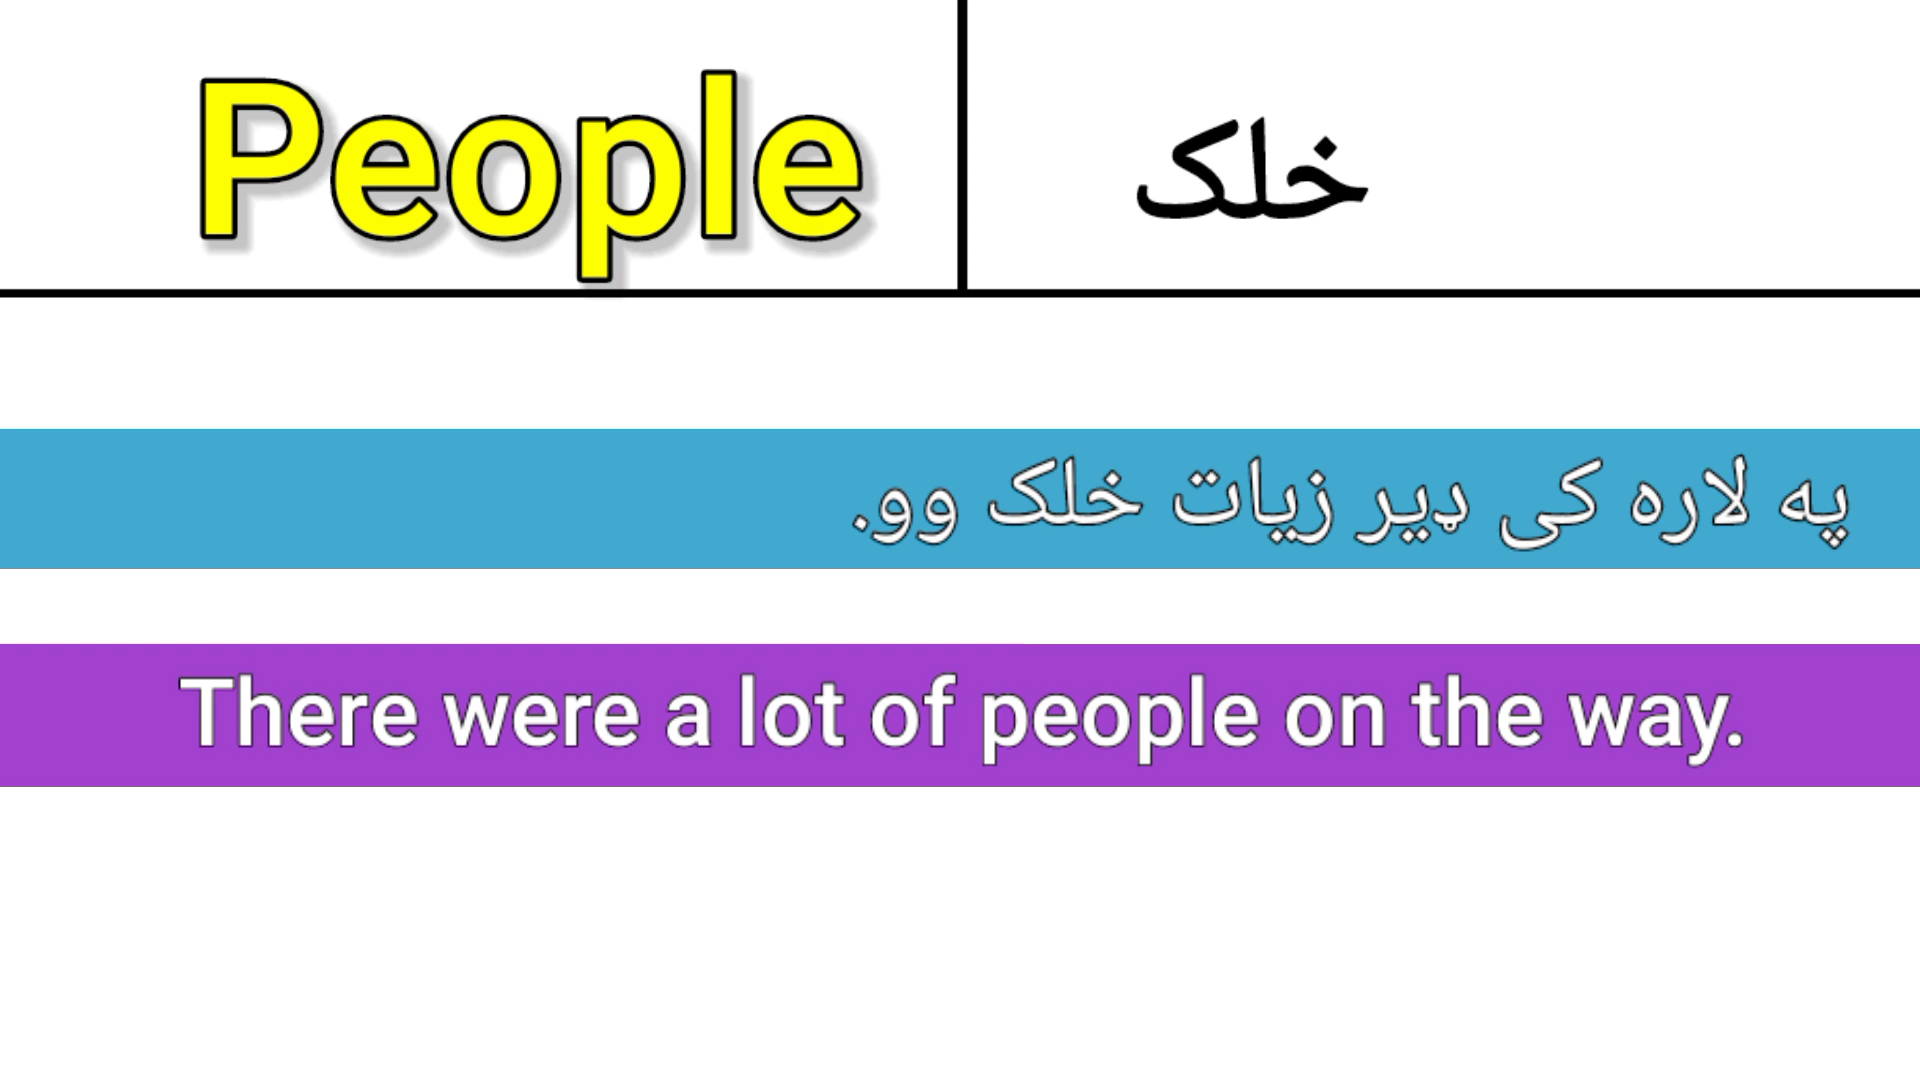 People
خلک
په لاره کی ډیر زیات خلک وو.
There were a lot of people on the way.